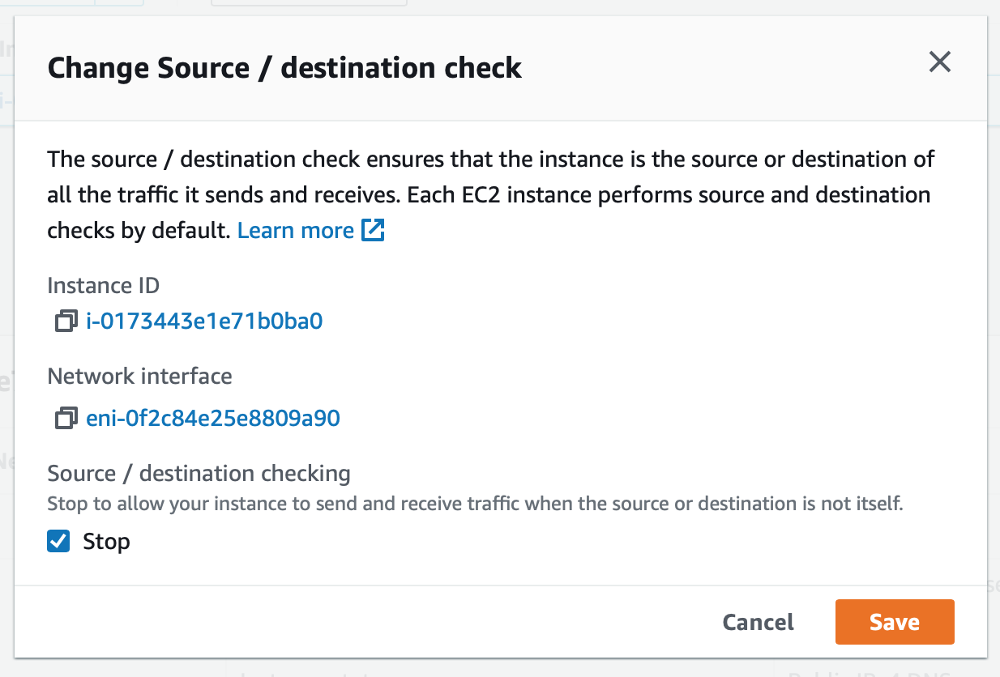 Change Source / destination check
The source / destination check ensures that the instance is the source or destination of
all the traffic it sends and receives. Each EC2 instance performs source and destination
checks by default. Learn more
Instance ID
i-0173443e1e71b0ba0
Network interface
eni-0f2c84e25e8809a90
Source / destination checking
Stop to allow your instance to send and receive traffic when the source or destination is not itself.
Stop
Cancel Save